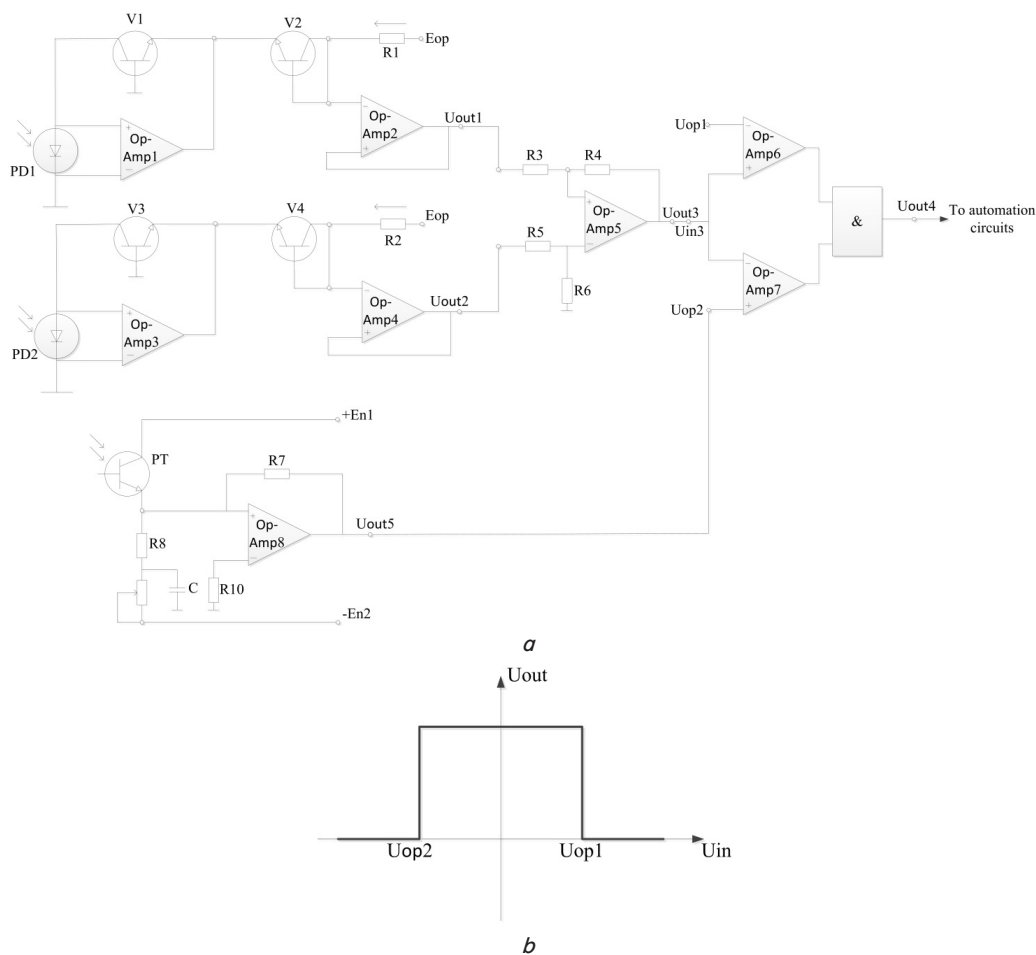 V1
V2
R1
Eop
Op-
Amp1
PD1
Op-
Amp2
Uout1
V3
V4
R2
Eop
Op-
Amp3
PD2
Op-
Amp4
Uout2
R3
R4
Op-
Amp5
R5
R6
Uout3
Uin3
Uop1
Op-
Amp6
Op-
Amp7
Uop2
&
Uout4
To automation
circuits
+En1
PT
R7
Op-
Amp8
Uout5
R8
C
R10
-En2
a
Uout
Uop2
Uop1
Uin
b
+
−
+
−
−
+
−
+
+
−
−
+
−
+
+
−